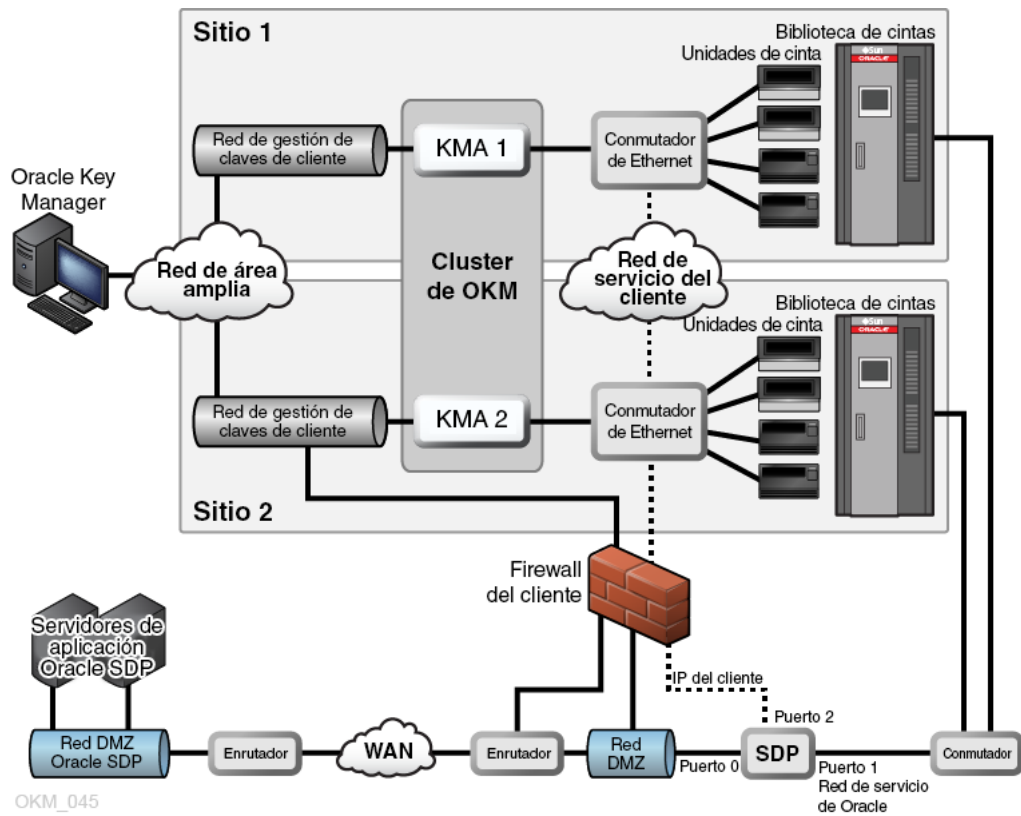 Sitio 1
Biblioteca de cintas
Unidades de cinta
Sun
ORACLE
Red de gestión de
claves de cliente
KMA 1
Conmutador
de Ethernet
Oracle Key
Manager
Red de área
amplia
Cluster
de OKM
Red de
servicio del
cliente
Biblioteca de cintas
Unidades de cinta
Sun
ORACLE
Red de gestión de
claves de cliente
KMA 2
Conmutador
de Ethernet
Sitio 2
Firewall
del cliente
Servidores de
aplicación
Oracle SDP
IP del cliente
Puerto 2
Red DMZ
Oracle SDP
Enrutador
WAN
Enrutador
Red
DMZ
Puerto 0
SDP
Puerto 1
Red de servicio
de Oracle
Conmutador
OKM_045